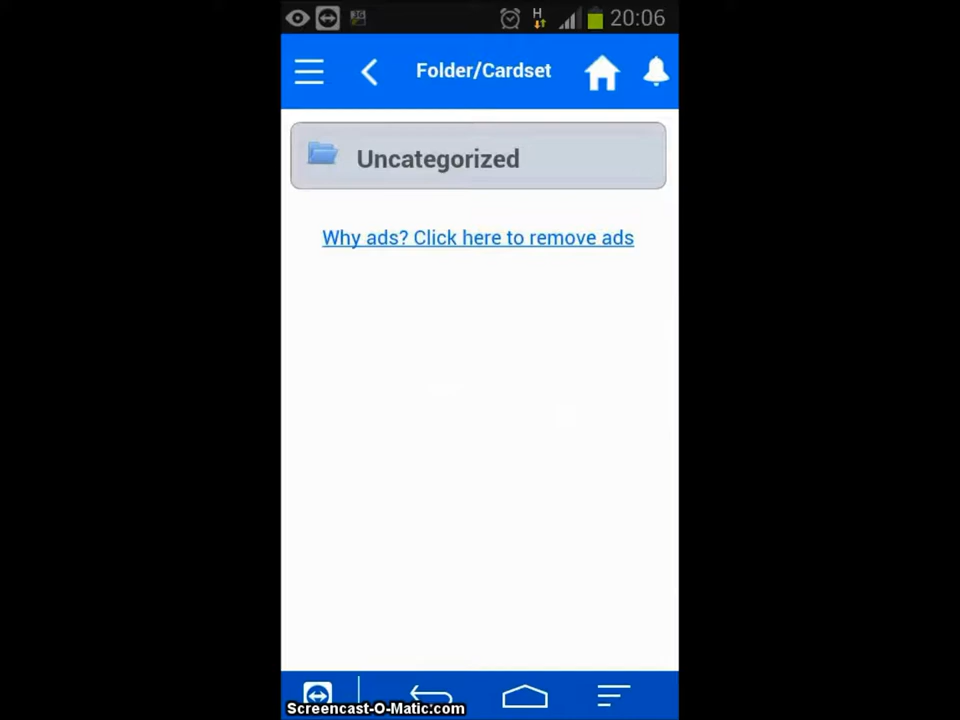 H 20:06
Folder/Cardset
Uncategorized
Why ads? Click here to remove ads
Screencast-O-Matic.com